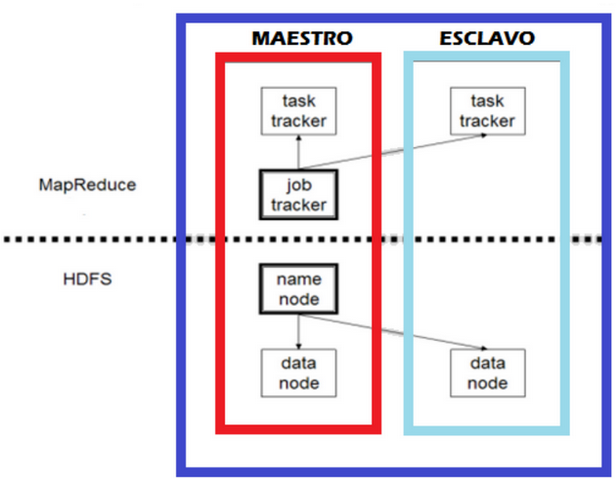 MAESTRO
ESCLAVO
task
tracker
task
tracker
MapReduce
job
tracker
HDFS
name
node
data
node
data
node